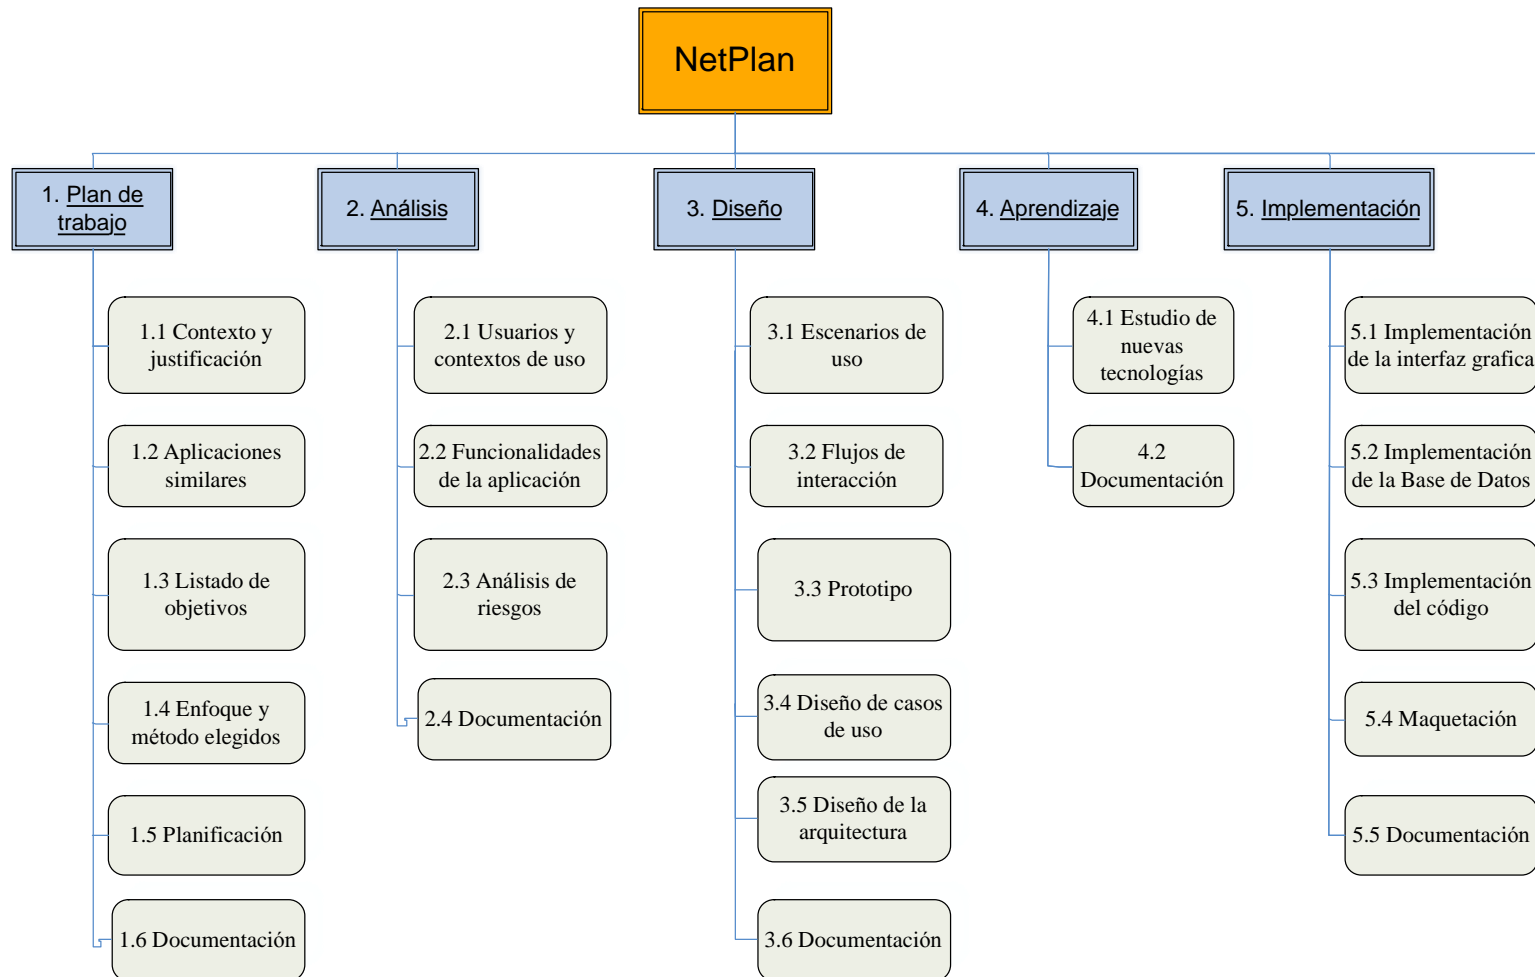 NetPlan
1. Plan de
trabajo
2. Análisis
3. Diseño
4. Aprendizaje
5. Implementación
1.1 Contexto y
justificación
1.2 Aplicaciones
similares
1.3 Listado de
objetivos
1.4 Enfoque y
método elegidos
1.5 Planificación
1.6 Documentación
2.1 Usuarios y
contextos de uso
2.2 Funcionalidades
de la aplicación
2.3 Análisis de
riesgos
2.4 Documentación
3.1 Escenarios de
uso
3.2 Flujos de
interacción
3.3 Prototipo
3.4 Diseño de casos
de uso
3.5 Diseño de la
arquitectura
3.6 Documentación
4.1 Estudio de
nuevas
tecnologías
4.2
Documentación
5.1 Implementación
de la interfaz grafica
5.2 Implementación
de la Base de Datos
5.3 Implementación
del código
5.4 Maquetación
5.5 Documentación